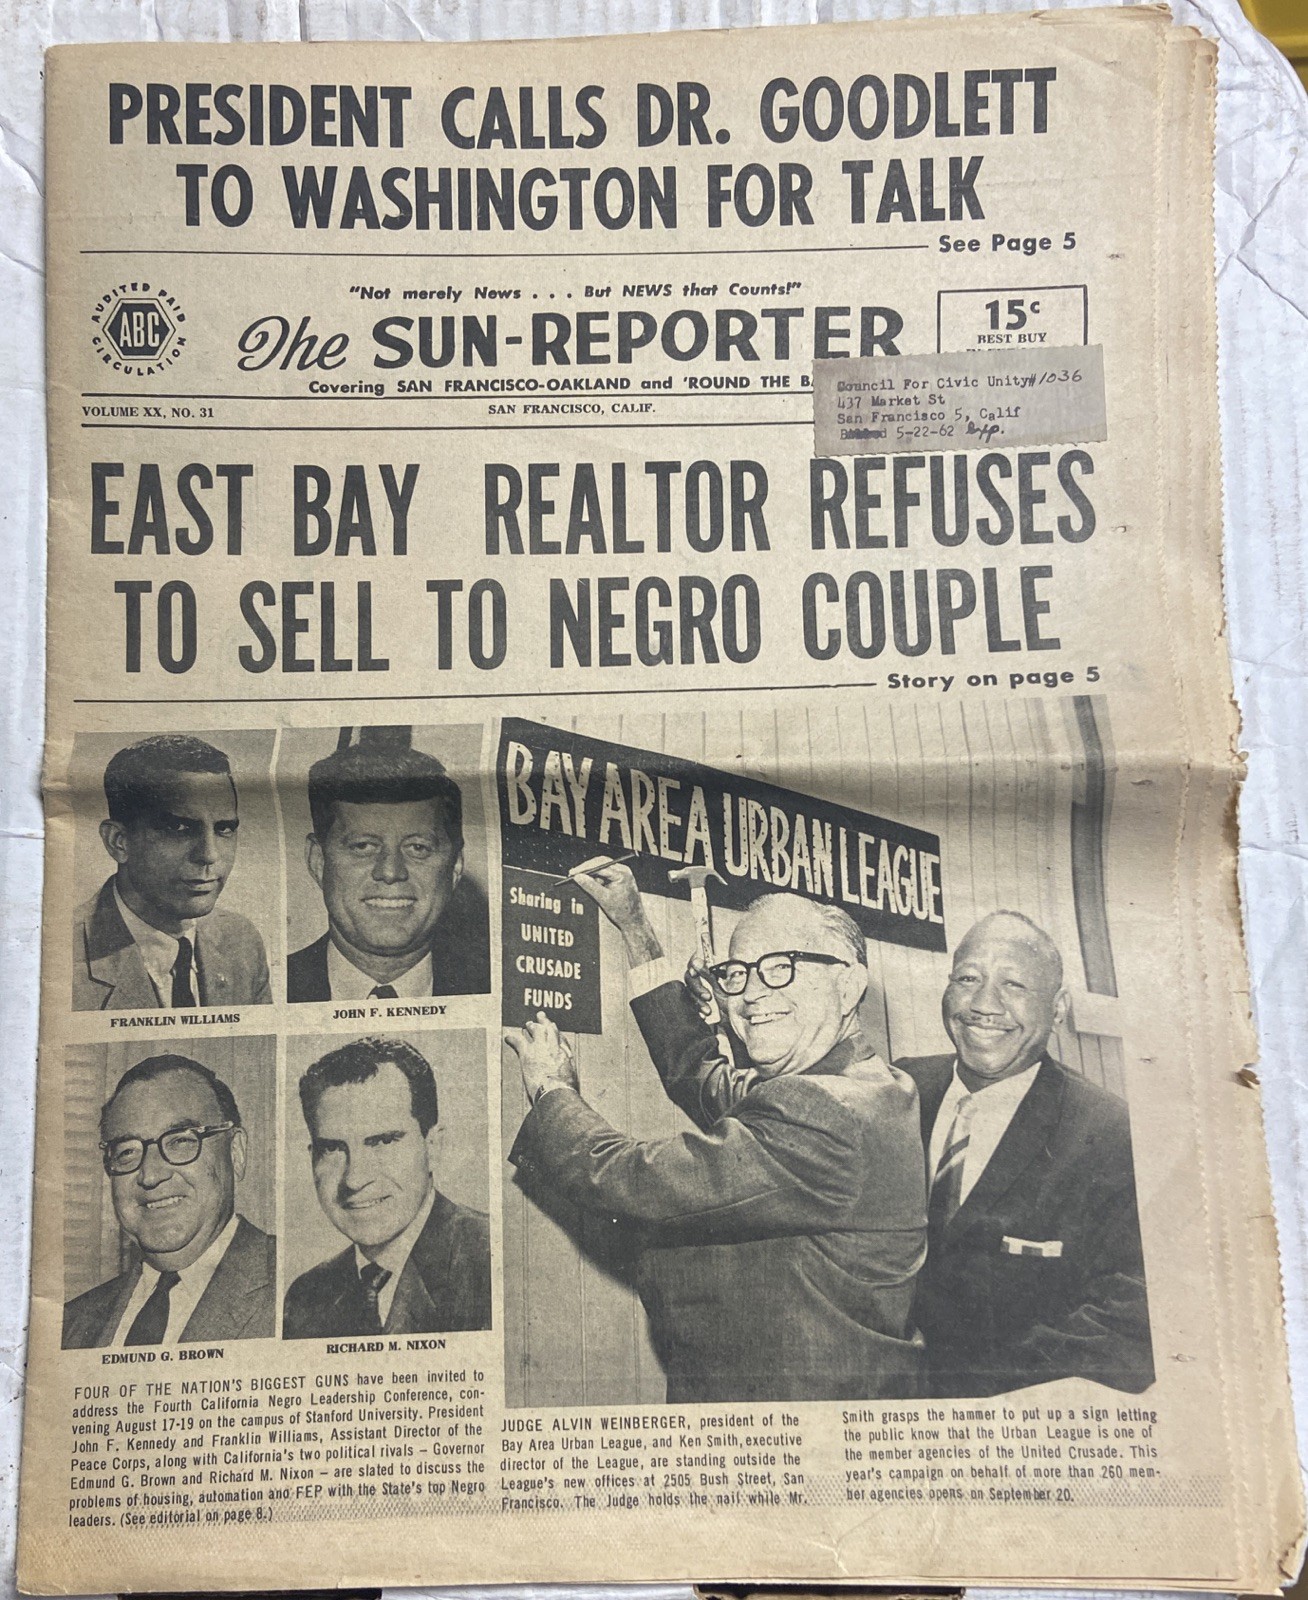 PRESIDENT CALLS DR. GOODLETT
TO WASHINGTON FOR TALK
See Page 5
AUDITED PAID
ABC
CIRCULATION
"Not merely News . . . But NEWS that Counts!"
The SUN-REPORTER
Covering SAN FRANCISCO-OAKLAND and 'ROUND THE
15c
BEST BUY
Council For Civic Unity#1036
437 Market St
San Francisco 5, Calif
5-22-62 exp.
VOLUME XX, NO. 31
SAN FRANCISCO, CALIF.
EAST BAY REALTOR REFUSES
TO SELL TO NEGRO COUPLE
Story on page 5
FRANKLIN WILLIAMS
JOHN F. KENNEDY
EDMUND G. BROWN
RICHARD M. NIXON
BAY AREA URBAN LEAGUE
Sharing in
UNITED
CRUSADE
FUNDS
FOUR OF THE NATION'S BIGGEST GUNS have been invited to
address the Fourth California Negro Leadership Conference, con-
vening August 17-19 on the campus of Stanford University. President
John F. Kennedy and Franklin Williams, Assistant Director of the
Peace Corps, along with California's two political rivals — Governor
Edmund G. Brown and Richard M. Nixon — are slated to discuss the
problems of housing, automation and FEP with the State's top Negro
leaders. (See editorial on page 8.)
JUDGE ALVIN WEINBERGER, president of the
Bay Area Urban League, and Ken Smith, executive
director of the League, are standing outside the
League's new offices at 2505 Bush Street, San
Francisco. The Judge holds the nail while Mr.
Smith grasps the hammer to put up a sign letting
the public know that the Urban League is one of
the member agencies of the United Crusade. This
year's campaign on behalf of more than 260 mem-
ber agencies opens on September 20.